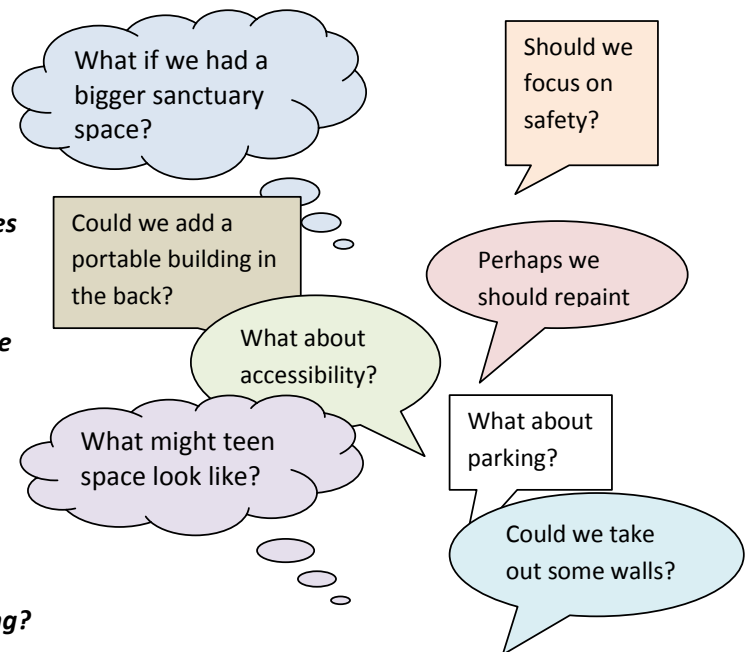 What if we had a
bigger sanctuary
space?
Should we
focus on
safety?
es
Could we add a
portable building in
the back?
Perhaps we
should repaint
e
What about
accessibility?
What might teen
space look like?
What about
parking?
Could we take
out some walls?
ng?